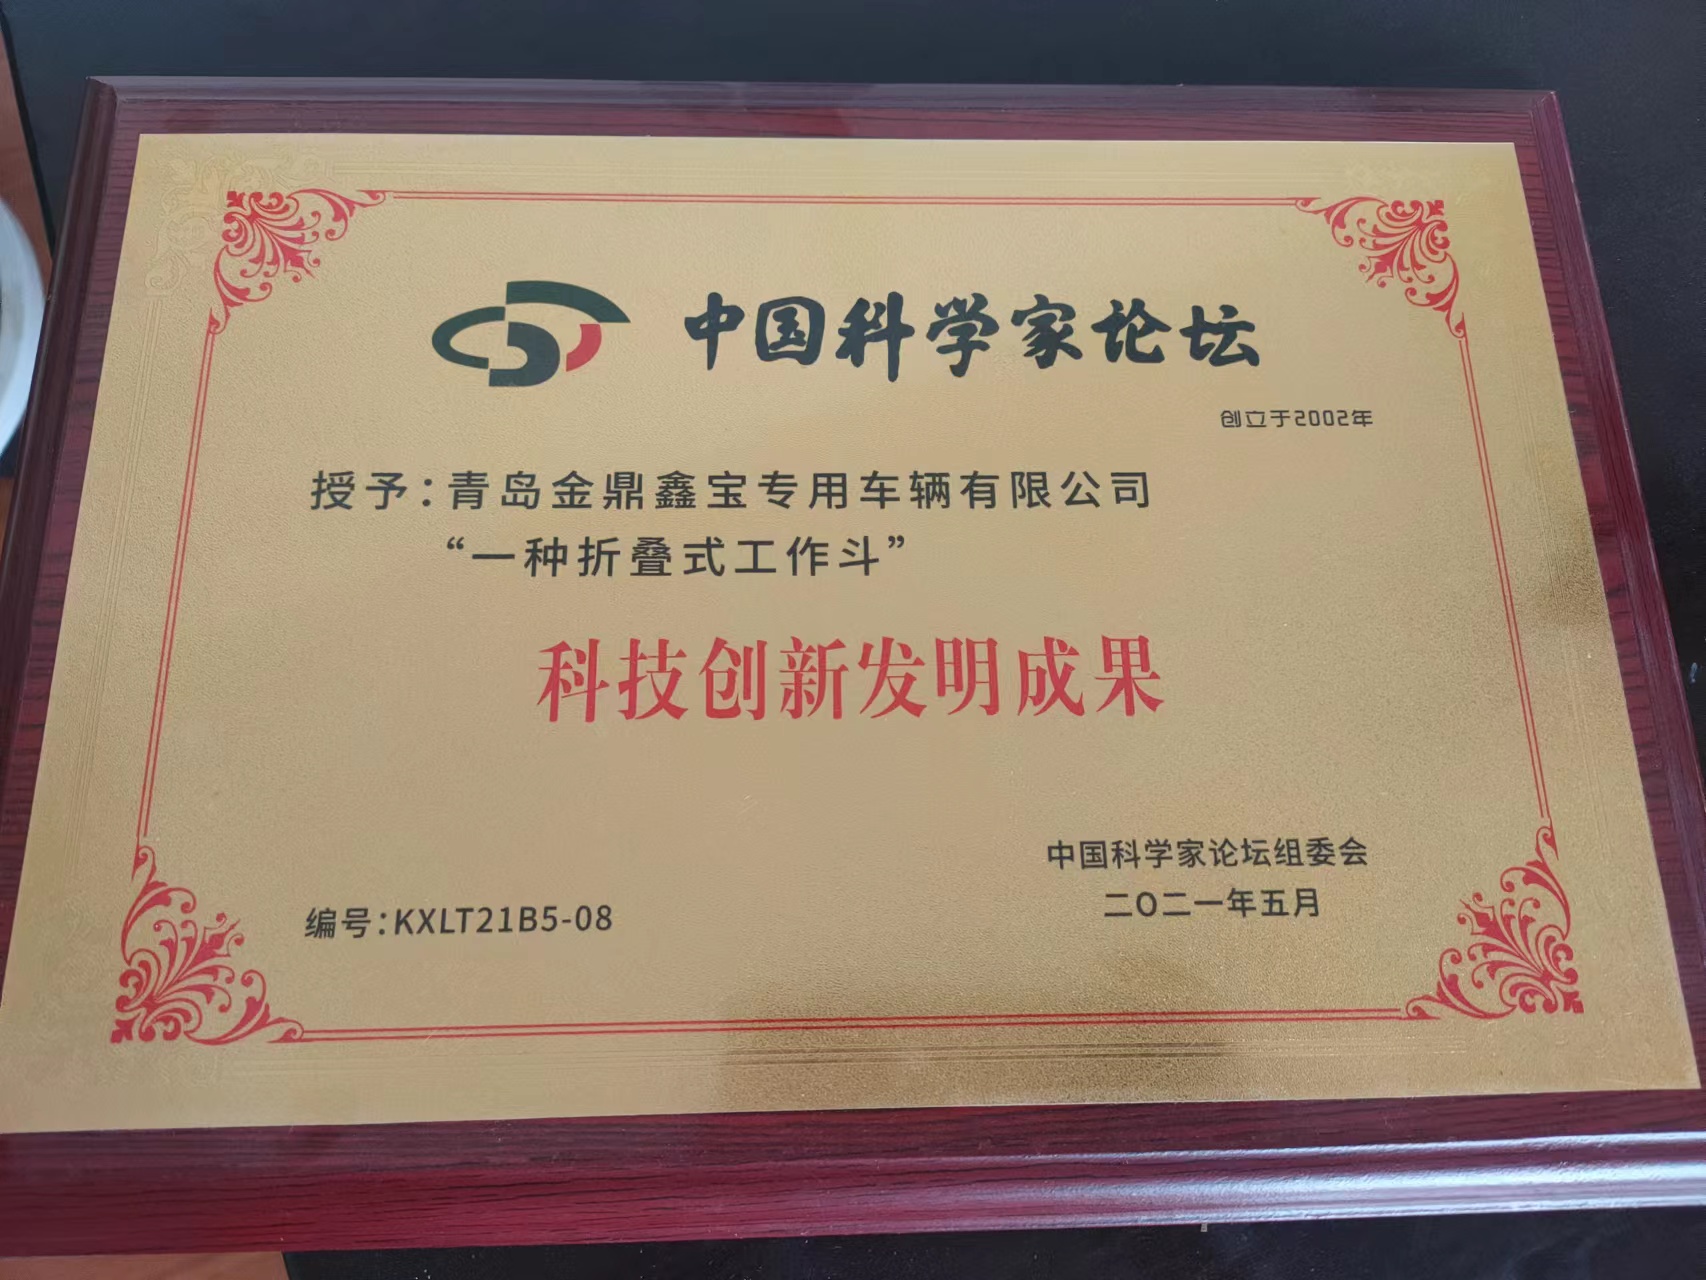 中国科学家论坛
创立于2002年
授予：青岛金鼎鑫宝专用车辆有限公司
“一种折叠式工作斗”
科技创新发明成果
中国科学家论坛组委会
二〇二一年五月
编号：KXLT21B5-08